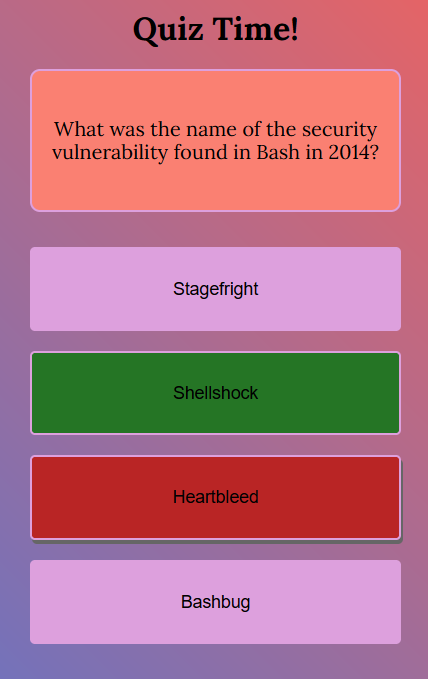 Quiz Time!
What was the name of the security
vulnerability found in Bash in 2014?
Stagefright
Shellshock
Heartbleed
Bashbug